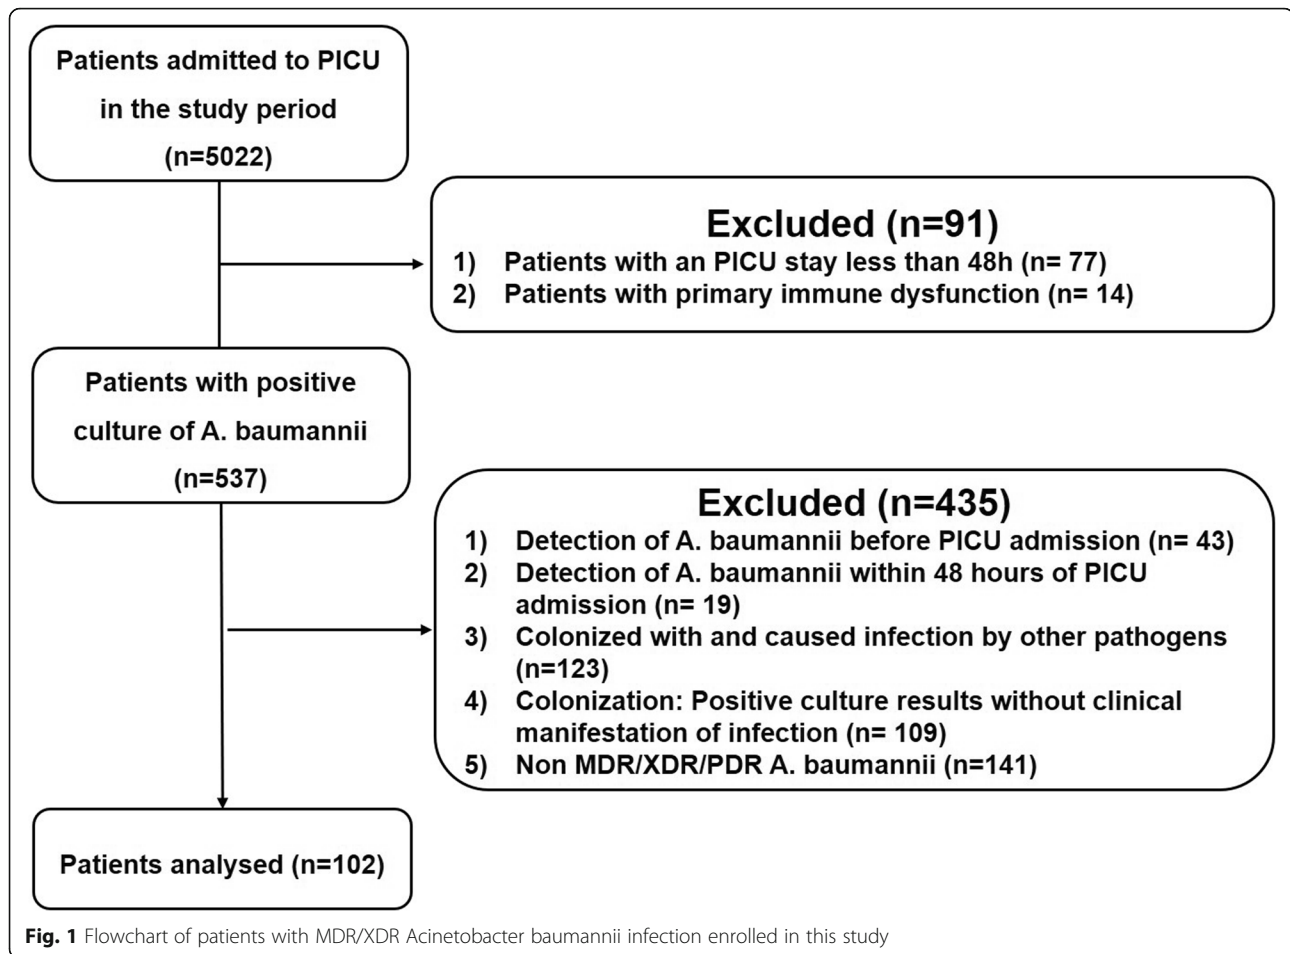 Patients admitted to PICU
in the study period
(n=5022)
Excluded (n=91)
1) Patients with an PICU stay less than 48h (n= 77)
2) Patients with primary immune dysfunction (n= 14)
Patients with positive
culture of A. baumannii
(n=537)
Excluded (n=435)
1) Detection of A. baumannii before PICU admission (n= 43)
2) Detection of A. baumannii within 48 hours of PICU
admission (n= 19)
3) Colonized with and caused infection by other pathogens
(n=123)
4) Colonization: Positive culture results without clinical
manifestation of infection (n= 109)
5) Non MDR/XDR/PDR A. baumannii (n=141)
Patients analysed (n=102)
Fig. 1 Flowchart of patients with MDR/XDR Acinetobacter baumannii infection enrolled in this study